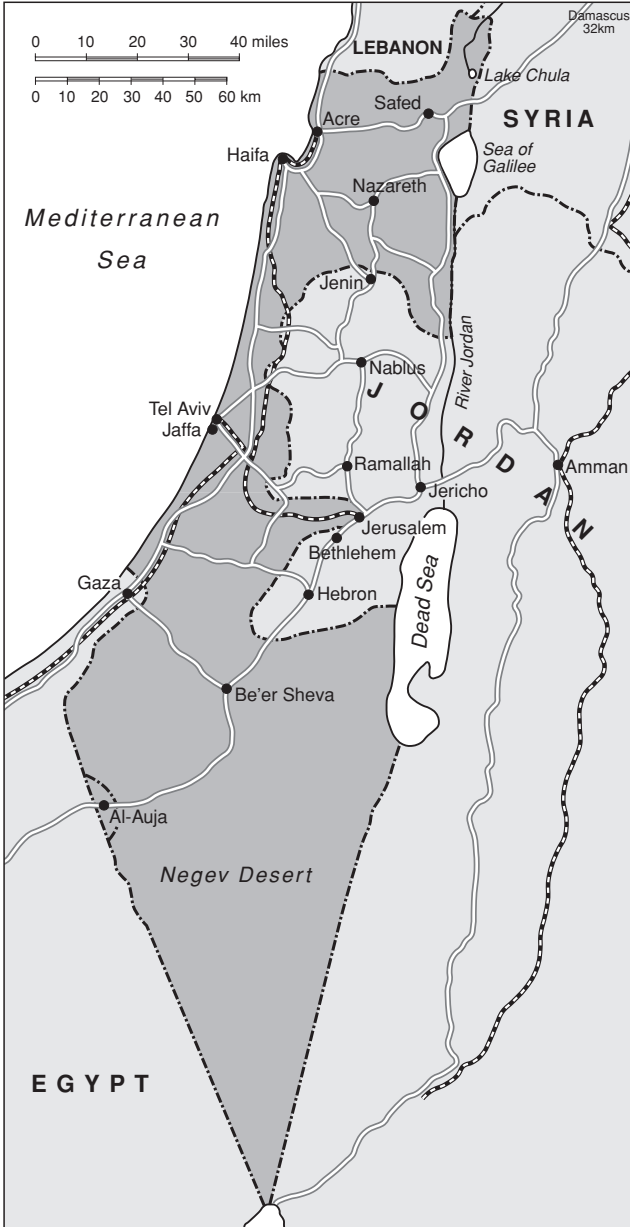 Damascus
32km
0 10 20 30 40 miles
0 10 20 30 40 50 60 km
LEBANON
Lake Chula
Safed
SYRIA
Acre
Sea of
Galilee
Haifa
Nazareth
Mediterranean
Sea
Jenin
River Jordan
Nablus
JORDAN
Tel Aviv
Jaffa
Ramallah
Amman
Jericho
Jerusalem
Bethlehem
Dead Sea
Gaza
Hebron
Be'er Sheva
Al-Auja
Negev Desert
EGYPT